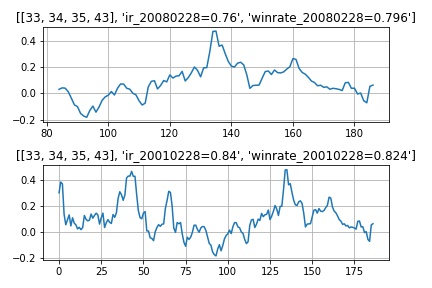 [[33, 34, 35, 43], 'ir_20080228=0.76', 'winrate_20080228=0.796']
0.4
0.2
0.0
−0.2
80 100 120 140 160 180
[[33, 34, 35, 43], 'ir_20010228=0.84', 'winrate_20010228=0.824']
0.4
0.2
0.0
−0.2
0 25 50 75 100 125 150 175